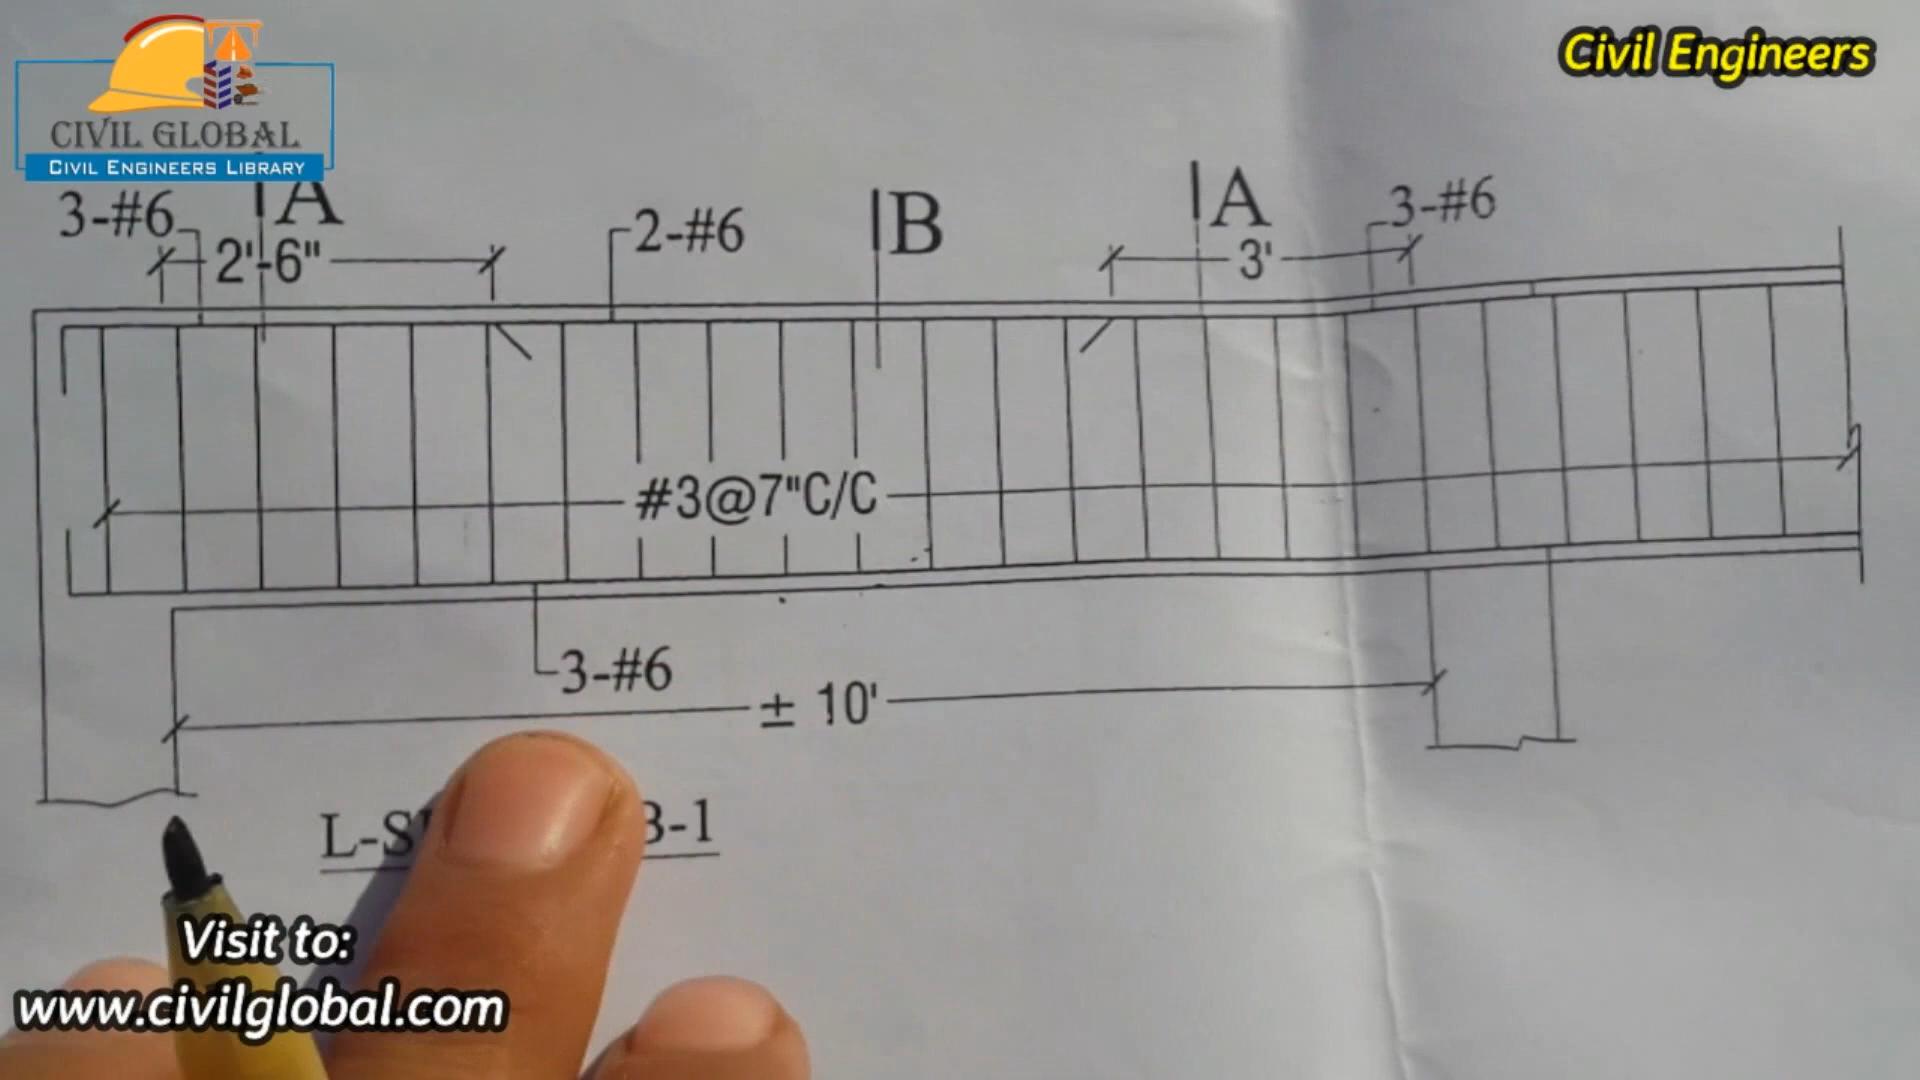 Civil Engineers
CIVIL GLOBAL
CIVIL ENGINEERS LIBRARY
3-#6
A
2'-6"
2-#6
B
A
3'
3-#6
#3@7"C/C
3-#6
± 10'
B-1
Visit to:
www.civilglobal.com